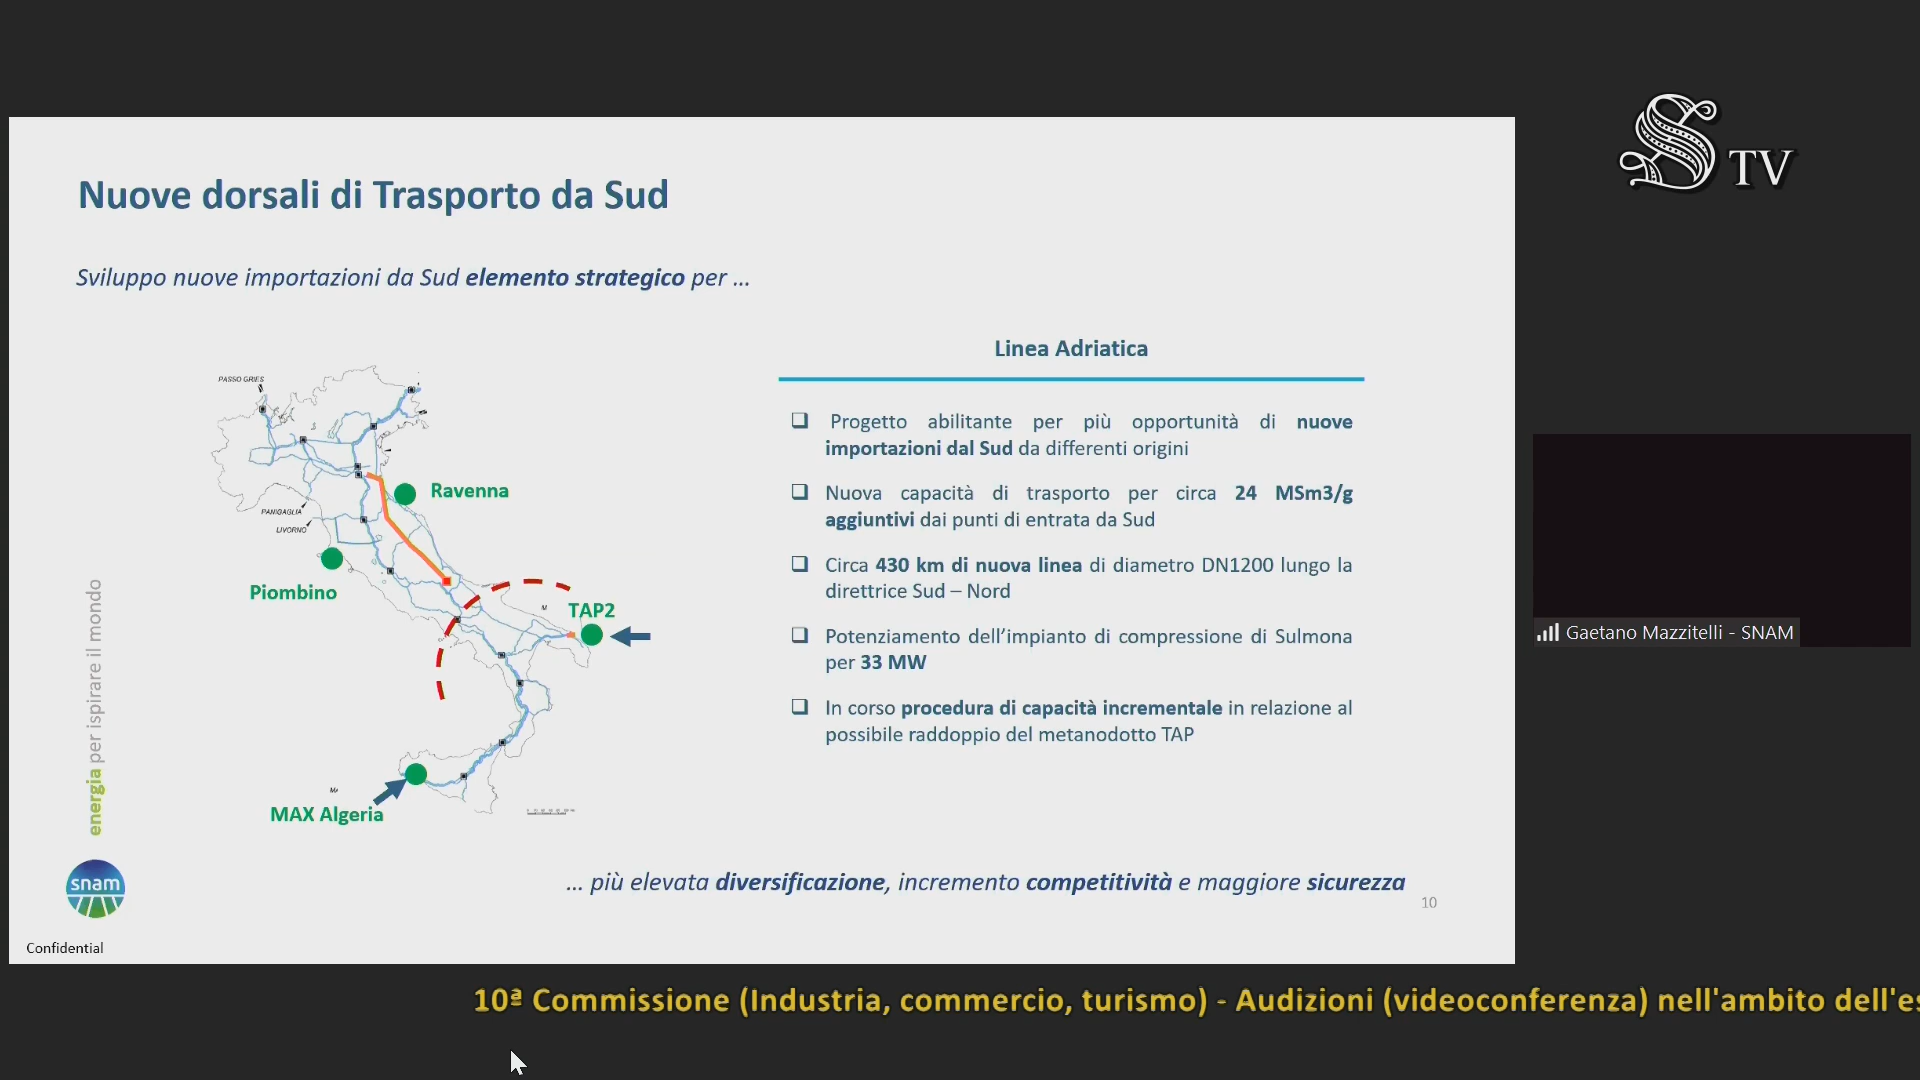 S TV
Nuove dorsali di Trasporto da Sud
Sviluppo nuove importazioni da Sud elemento strategico per ...
Linea Adriatica
❑ Progetto abilitante per più opportunità di nuove
importazioni dal Sud da differenti origini
❑ Nuova capacità di trasporto per circa 24 MSm3/g
aggiuntivi dai punti di entrata da Sud
❑ Circa 430 km di nuova linea di diametro DN1200 lungo la
direttrice Sud – Nord
❑ Potenziamento dell’impianto di compressione di Sulmona
per 33 MW
❑ In corso procedura di capacità incrementale in relazione al
possibile raddoppio del metanodotto TAP
PASSO GRIES
Ravenna
PANIGAGLIA
LIVORNO
Piombino
TAP2
MAX Algeria
energia per ispirare il mondo
snam
... più elevata diversificazione, incremento competitività e maggiore sicurezza
10
Confidential
Gaetano Mazzitelli - SNAM
10ª Commissione (Industria, commercio, turismo) - Audizioni (videoconferenza) nell'ambito dell'es